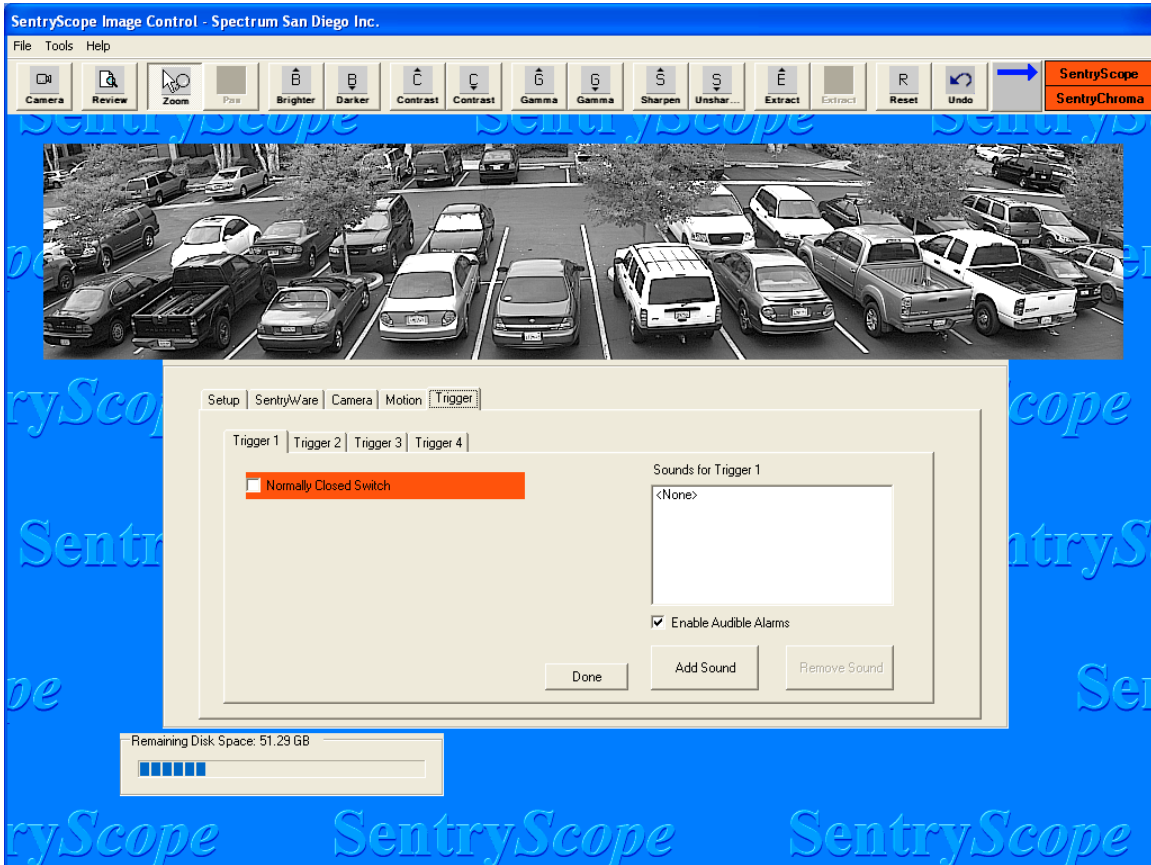 SentryScope Image Control - Spectrum San Diego Inc.
File Tools Help
Camera Review Zoom Pan B Brighter B Darker C Contrast C Contrast G Gamma G Gamma S Sharpen S Unshar... E Extract Extract R Reset Undo
SentryScope
SentryChroma
Setup SentryWare Camera Motion Trigger
Trigger 1 Trigger 2 Trigger 3 Trigger 4
Normally Closed Switch
Sounds for Trigger 1
<None>
Enable Audible Alarms
Done Add Sound Remove Sound
Remaining Disk Space: 51.29 GB
SentryScope SentryScope